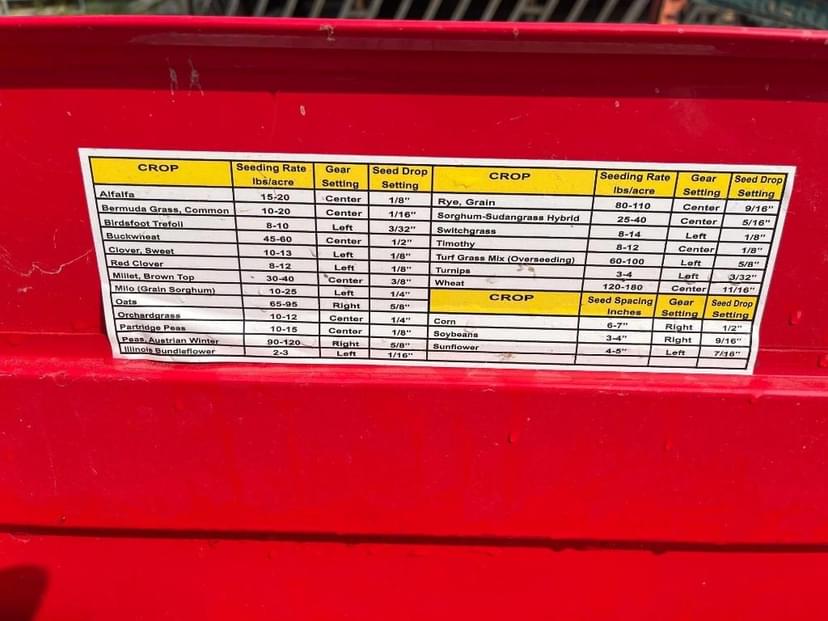 CROP Seeding Rate lbs/acre Gear Setting Seed Drop Setting
Alfalfa 15-20 Center 1/8"
Bermuda Grass, Common 10-20 Center 1/16"
Birdsfoot Trefoil 8-10 Left 3/32"
Buckwheat 45-60 Center 1/2"
Clover, Sweet 10-13 Left 1/8"
Red Clover 8-12 Left 1/8"
Millet, Brown Top 30-40 Center 3/8"
Milo (Grain Sorghum) 10-25 Left 1/4"
Oats 65-95 Right 5/8"
Orchardgrass 10-12 Center 1/4"
Partridge Peas 10-15 Center 1/8"
Peas, Austrian Winter 90-120 Right 5/8"
Illinois Bundleflower 2-3 Left 1/16"
CROP Seeding Rate lbs/acre Gear Setting Seed Drop Setting
Rye, Grain 80-110 Center 9/16"
Sorghum-Sudangrass Hybrid 25-40 Center 5/16"
Switchgrass 8-14 Left 1/8"
Timothy 8-12 Center 1/8"
Turf Grass Mix (Overseeding) 60-100 Left 5/8"
Turnips 3-4 Left 3/32"
Wheat 120-180 Center 11/16"
CROP Seed Spacing Inches Gear Setting Seed Drop Setting
Corn 6-7" Right 1/2"
Soybeans 3-4" Right 9/16"
Sunflower 4-5" Left 7/16"